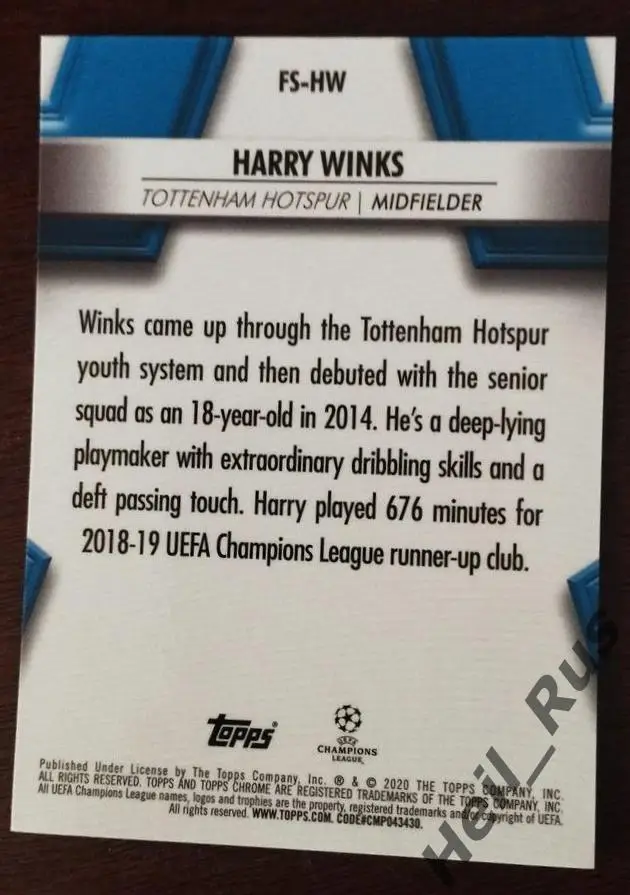 FS-HW
HARRY WINKS
TOTTENHAM HOTSPUR | MIDFIELDER
Winks came up through the Tottenham Hotspur
youth system and then debuted with the senior
squad as an 18-year-old in 2014. He's a deep-lying
playmaker with extraordinary dribbling skills and a
deft passing touch. Harry played 676 minutes for
2018-19 UEFA Champions League runner-up club.
Topps®
UEFA
CHAMPIONS
LEAGUE
Published Under License by The Topps Company, Inc. ® & © 2020 THE TOPPS COMPANY, INC.
ALL RIGHTS RESERVED. TOPPS AND TOPPS CHROME ARE REGISTERED TRADEMARKS OF THE TOPPS COMPANY, INC.
All UEFA Champions League names, logos and trophies are the property, registered trademarks and/or copyright of UEFA.
All rights reserved. WWW.TOPPS.COM. CODE#CMP043430.
Heil_Rus